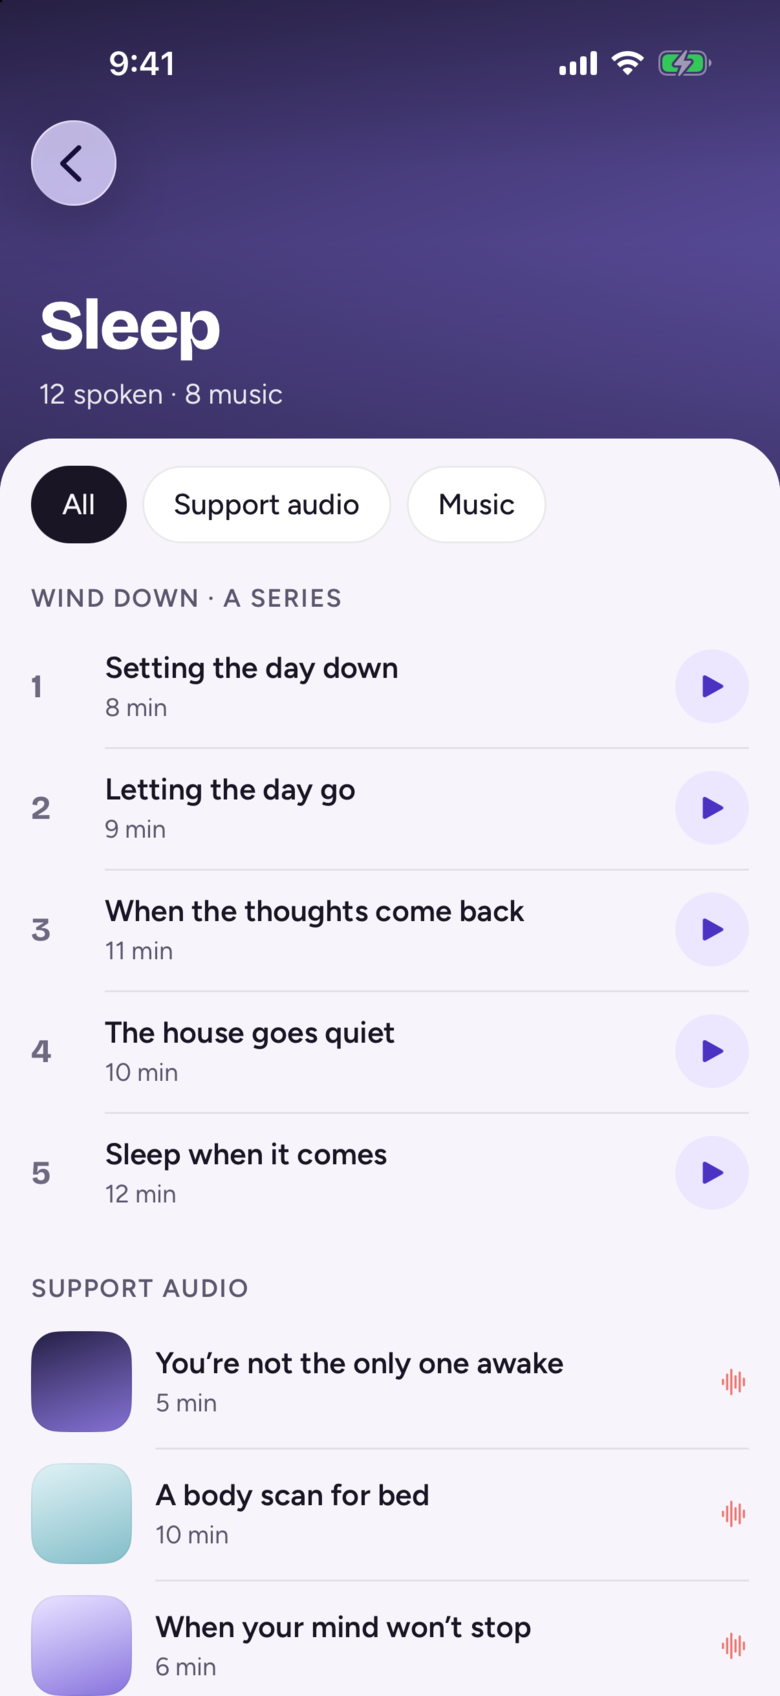 9:41
Sleep
12 spoken · 8 music
All
Support audio
Music
WIND DOWN · A SERIES
1
Setting the day down
8 min
2
Letting the day go
9 min
3
When the thoughts come back
11 min
4
The house goes quiet
10 min
5
Sleep when it comes
12 min
SUPPORT AUDIO
You’re not the only one awake
5 min
A body scan for bed
10 min
When your mind won’t stop
6 min